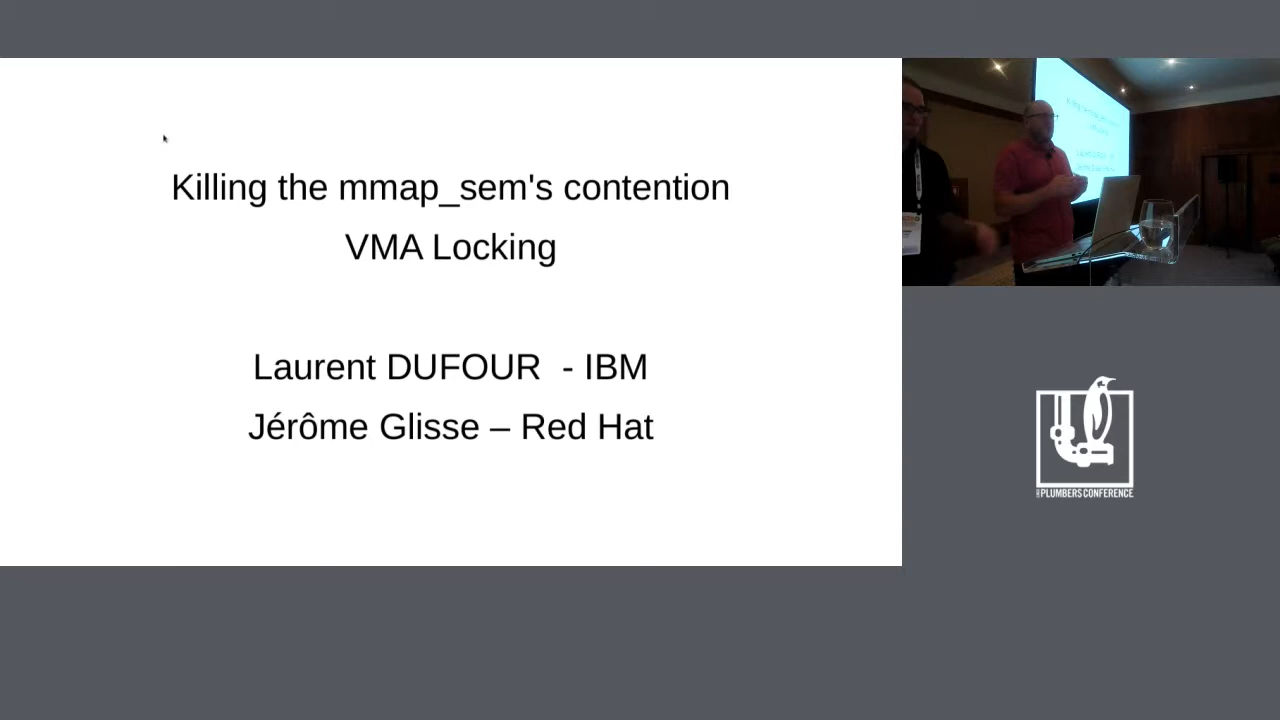 Killing the mmap_sem's contention
VMA Locking
Laurent DUFOUR - IBM
Jérôme Glisse – Red Hat
PLUMBERS CONFERENCE